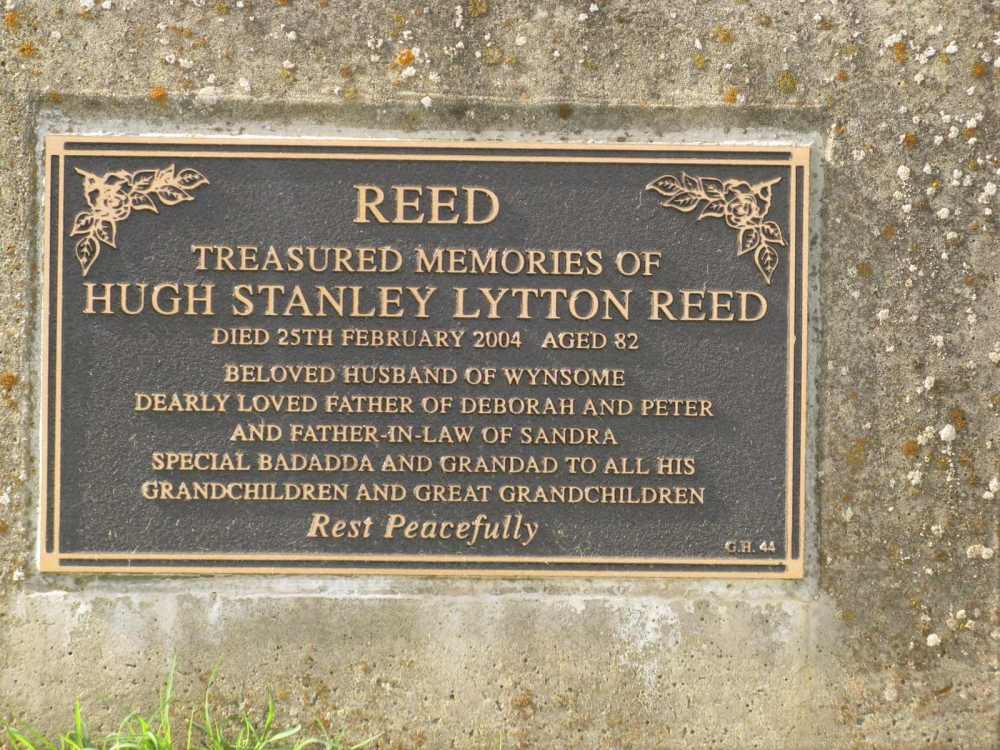 REED
TREASURED MEMORIES OF
HUGH STANLEY LYTTON REED
DIED 25TH FEBRUARY 2004 AGED 82
BELOVED HUSBAND OF WYNSOME
DEARLY LOVED FATHER OF DEBORAH AND PETER
AND FATHER-IN-LAW OF SANDRA
SPECIAL BADADDA AND GRANDAD TO ALL HIS
GRANDCHILDREN AND GREAT GRANDCHILDREN
Rest Peacefully
G.H. 44